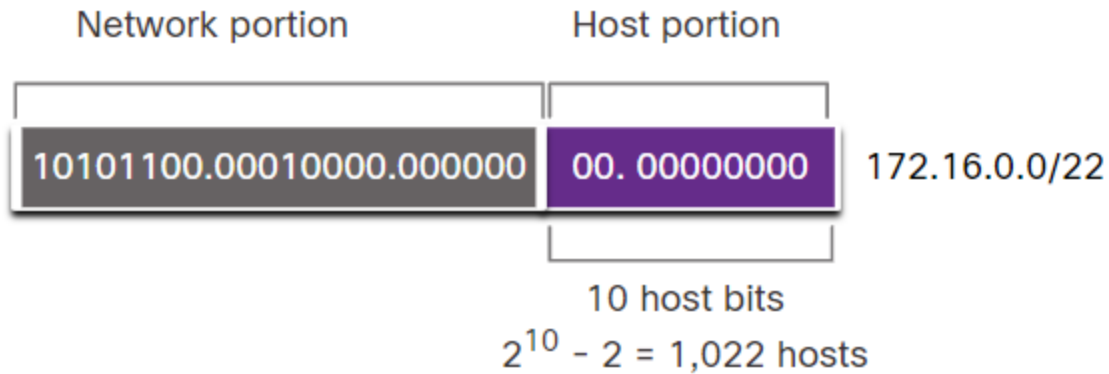 Network portion Host portion
10101100.00010000.000000 00. 00000000 172.16.0.0/22
10 host bits
2^10 - 2 = 1,022 hosts